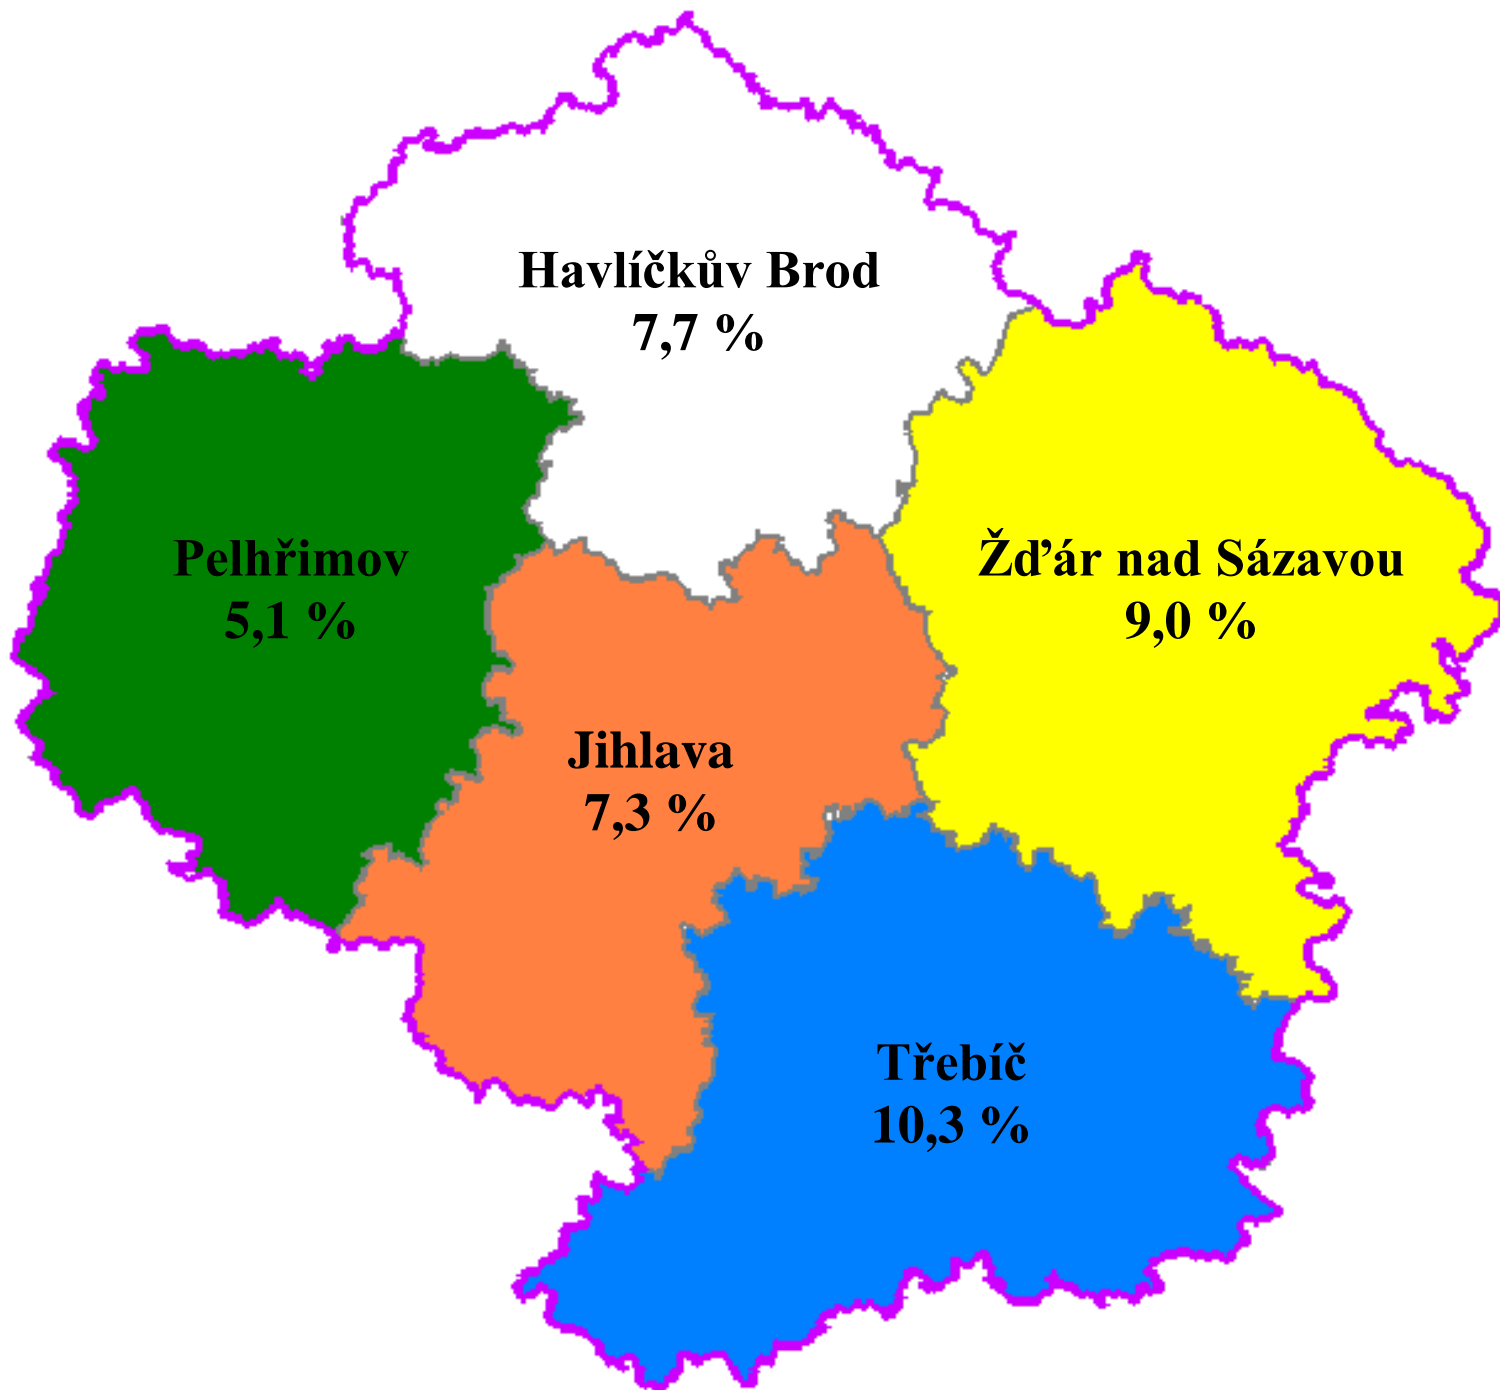 Havlíčkův Brod
7,7 %
Pelhřimov
5,1 %
Žďár nad Sázavou
9,0 %
Jihlava
7,3 %
Třebíč
10,3 %